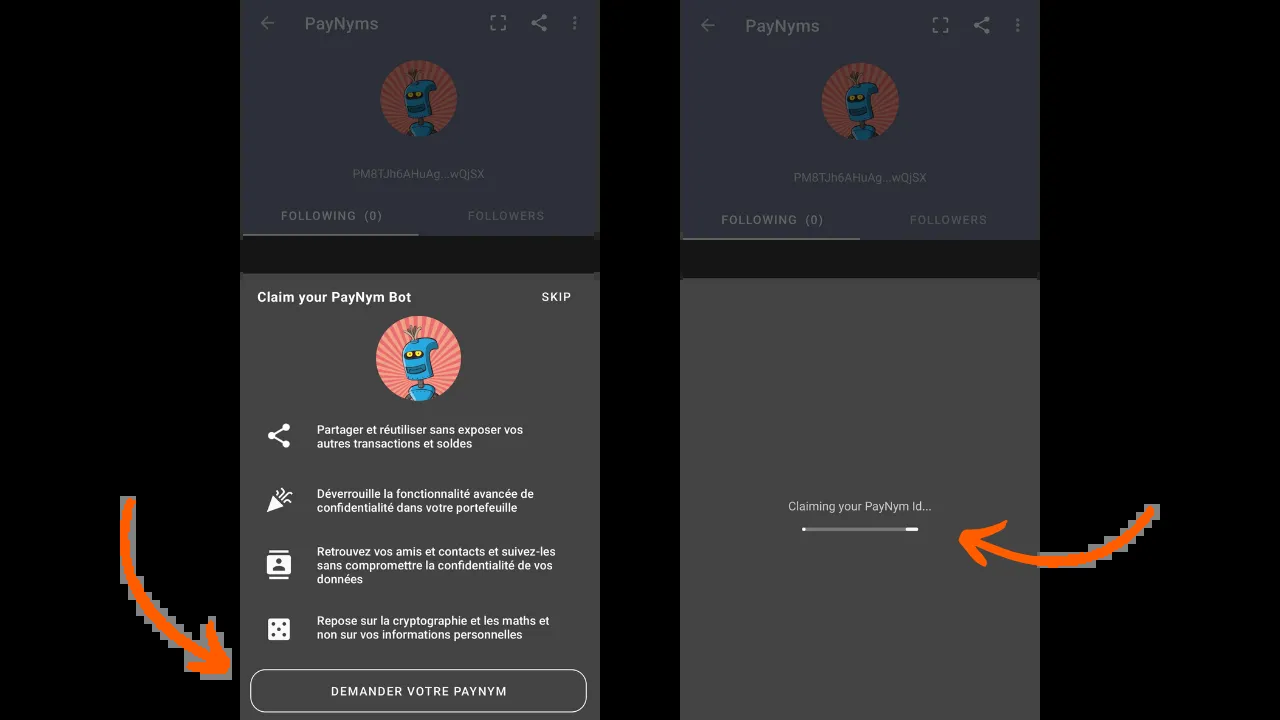 PayNyms
PM8TJh6AHuAg...wQjSX
FOLLOWING (0)
FOLLOWERS
Claim your PayNym Bot
SKIP
Partager et réutiliser sans exposer vos
autres transactions et soldes
Déverrouille la fonctionnalité avancée de
confidentialité dans votre portefeuille
Retrouvez vos amis et contacts et suivez-les
sans compromettre la confidentialité de vos
données
Repose sur la cryptographie et les maths et
non sur vos informations personnelles
DEMANDER VOTRE PAYNYM
PayNyms
PM8TJh6AHuAg...wQjSX
FOLLOWING (0)
FOLLOWERS
Claiming your PayNym Id...